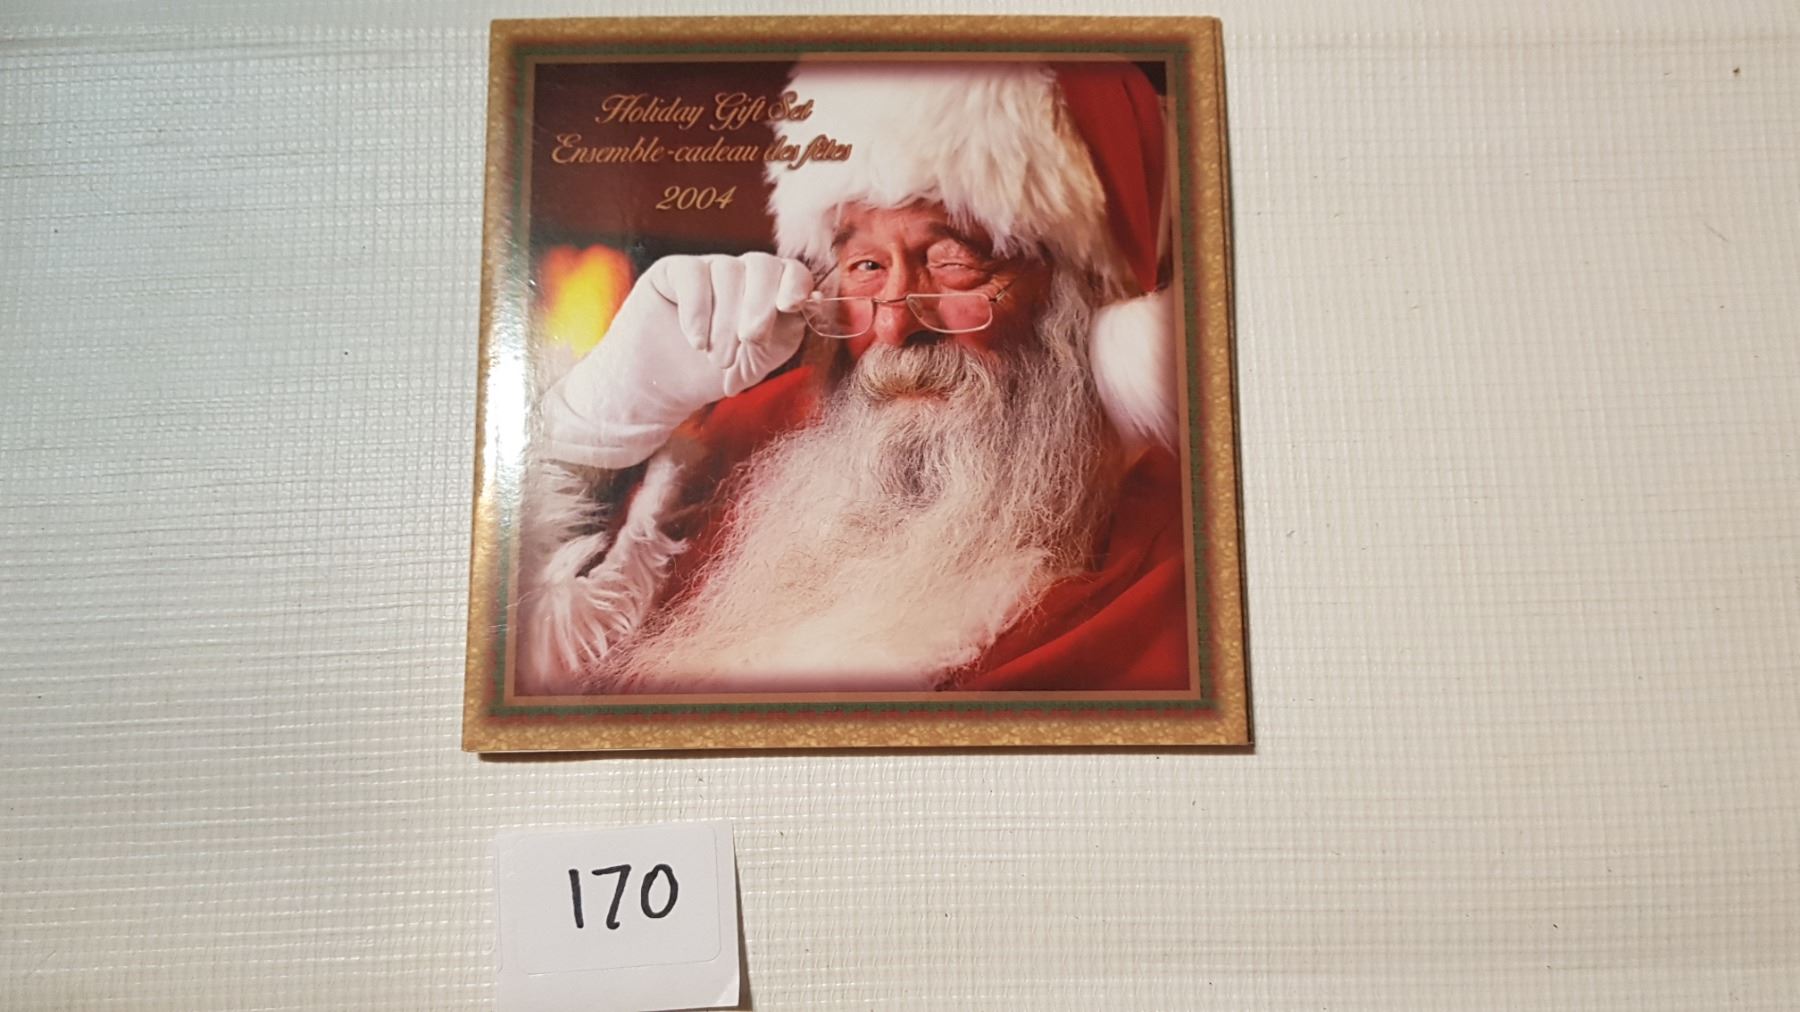 Holiday Gift Set
Ensemble-cadeau des fêtes
2004
170